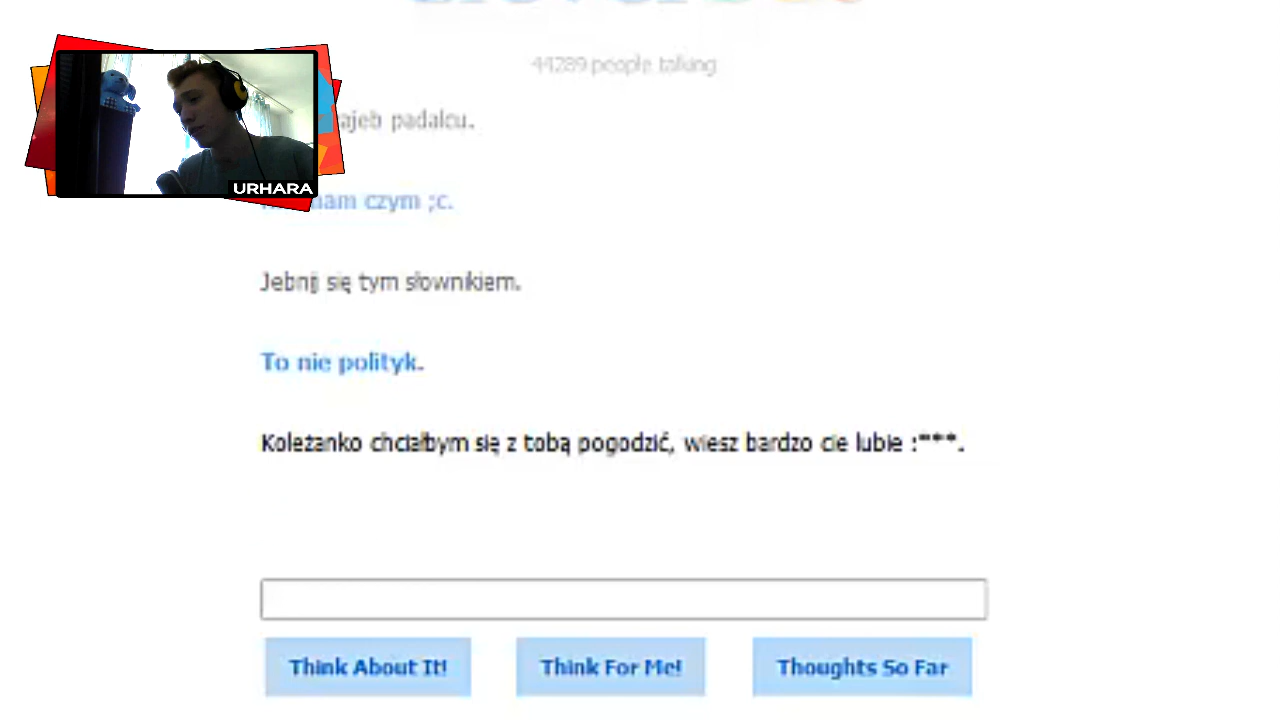 44289 people talking
URHARA
padalcu.
czym ;c.
Jebnij się tym słownikiem.
To nie polityk.
Koleżanko chciałbym się z tobą pogodzić, wiesz bardzo cie lubie :***.
Think About It!
Think For Me!
Thoughts So Far